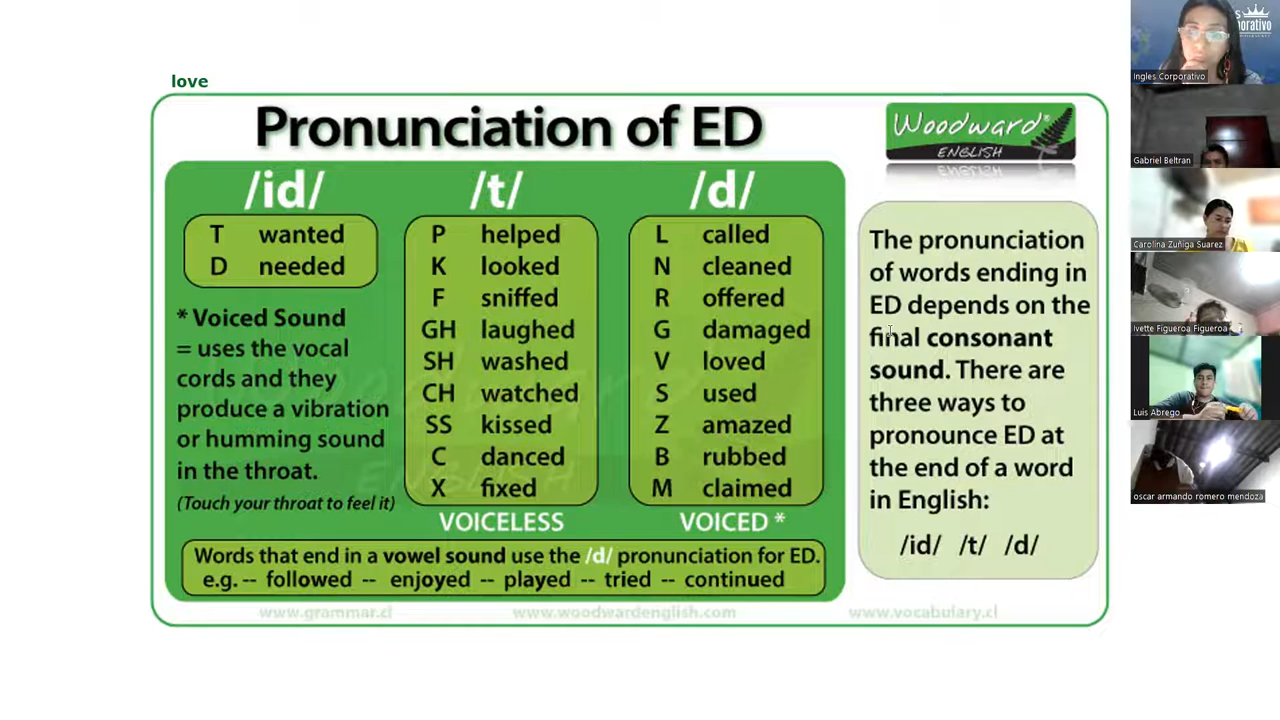 love
Pronunciation of ED
Woodward®
ENGLISH
/id/
T wanted
D needed
* Voiced Sound
= uses the vocal
cords and they
produce a vibration
or humming sound
in the throat.
(Touch your throat to feel it)
/t/
P helped
K looked
F sniffed
GH laughed
SH washed
CH watched
SS kissed
C danced
X fixed
VOICELESS
/d/
L called
N cleaned
R offered
G damaged
V loved
S used
Z amazed
B rubbed
M claimed
VOICED *
Words that end in a vowel sound use the /d/ pronunciation for ED.
e.g. -- followed -- enjoyed -- played -- tried -- continued
The pronunciation
of words ending in
ED depends on the
final consonant
sound. There are
three ways to
pronounce ED at
the end of a word
in English:
/id/ /t/ /d/
www.grammar.cl www.woodwardenglish.com www.vocabulary.cl
Ingles Corporativo
Gabriel Beltran
Carolina Zuñiga Suarez
Ivette Figueroa Figueroa
Luis Abrego
oscar armando romero mendoza